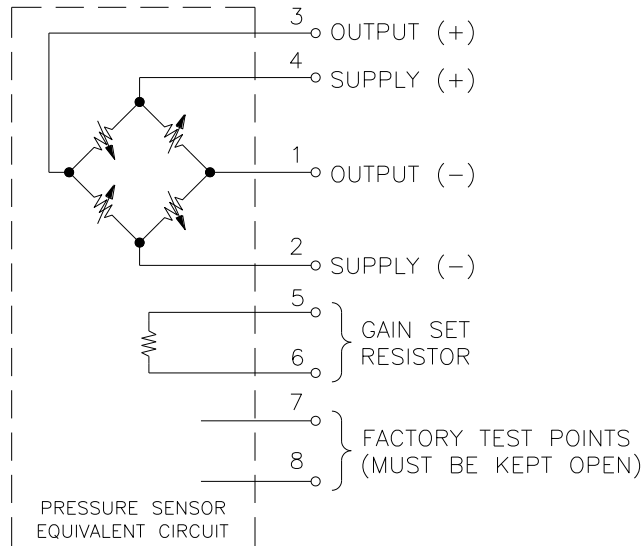 3
OUTPUT (+)
4
SUPPLY (+)
1
OUTPUT (-)
2
SUPPLY (-)
5
GAIN SET
RESISTOR
6
7
FACTORY TEST POINTS
(MUST BE KEPT OPEN)
8
PRESSURE SENSOR
EQUIVALENT CIRCUIT